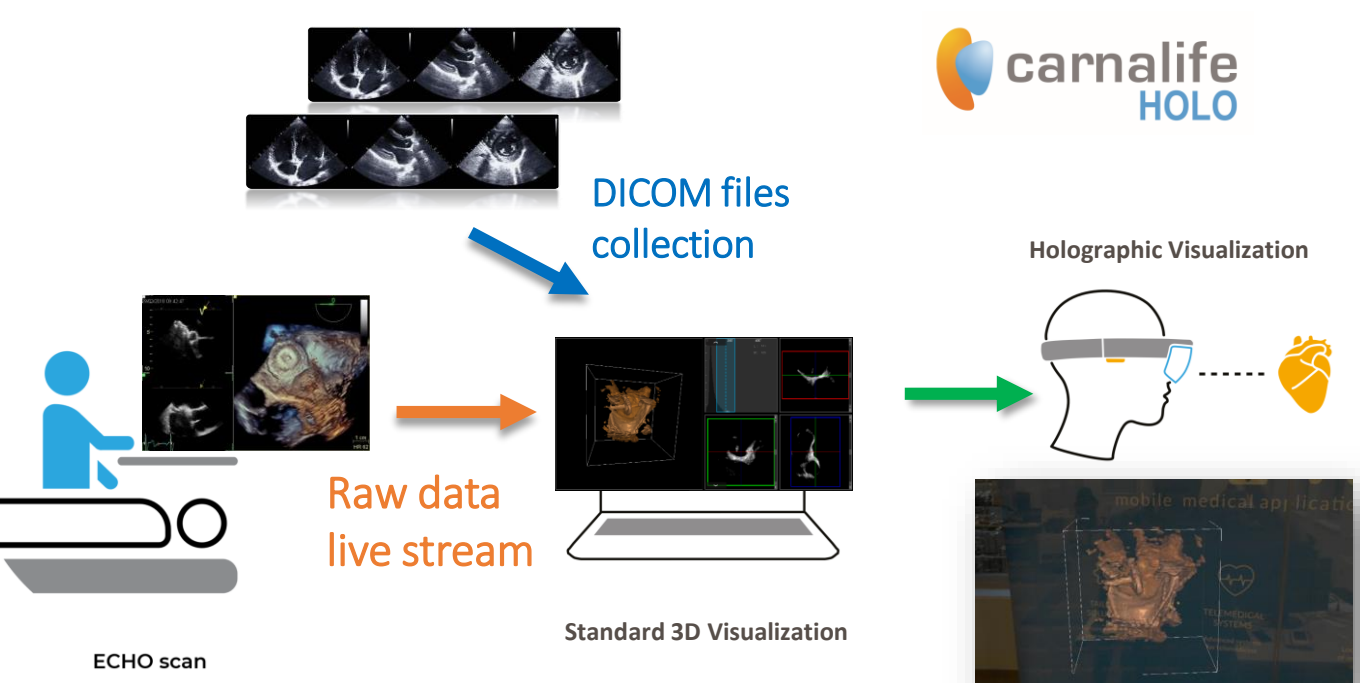 carnalife
HOLO
DICOM files
collection
Holographic Visualization
Raw data
live stream
Standard 3D Visualization
ECHO scan
mobile medical applicatio
TELEMEDICAL
SYSTEMS